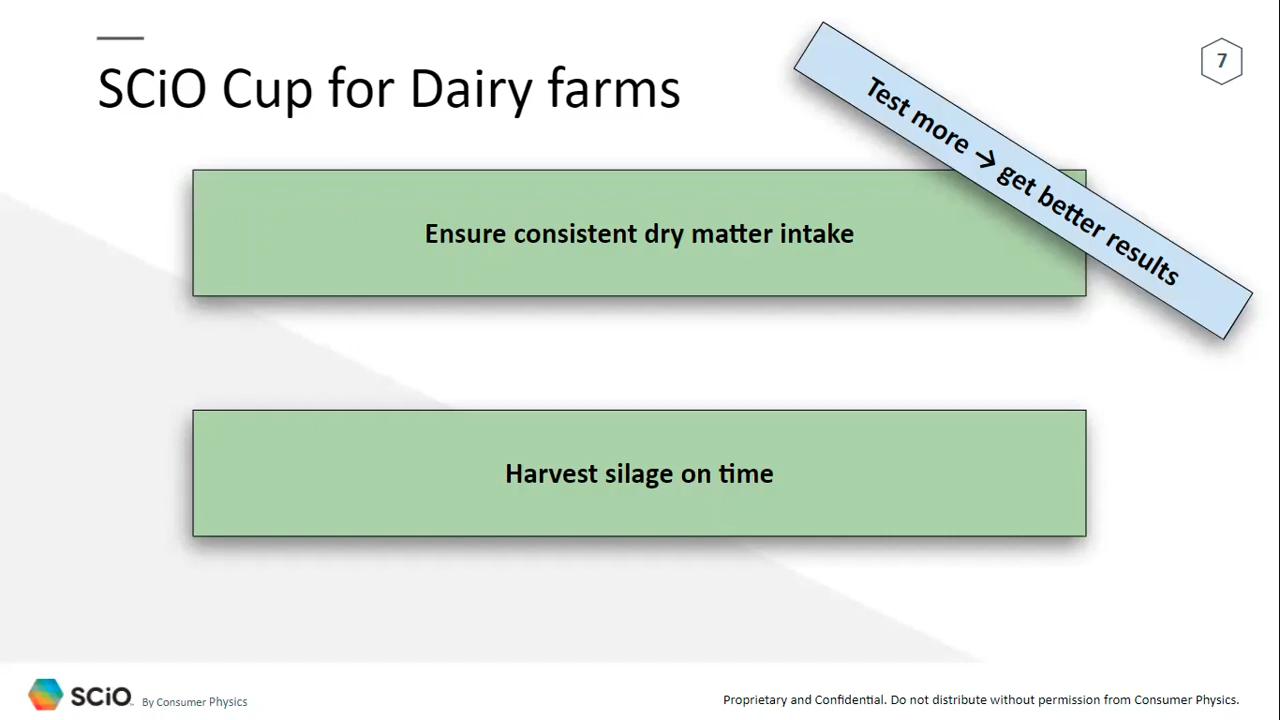 SCiO Cup for Dairy farms
7
Test more → get better results
Ensure consistent dry matter intake
Harvest silage on time
SCiO™ By Consumer Physics
Proprietary and Confidential. Do not distribute without permission from Consumer Physics.